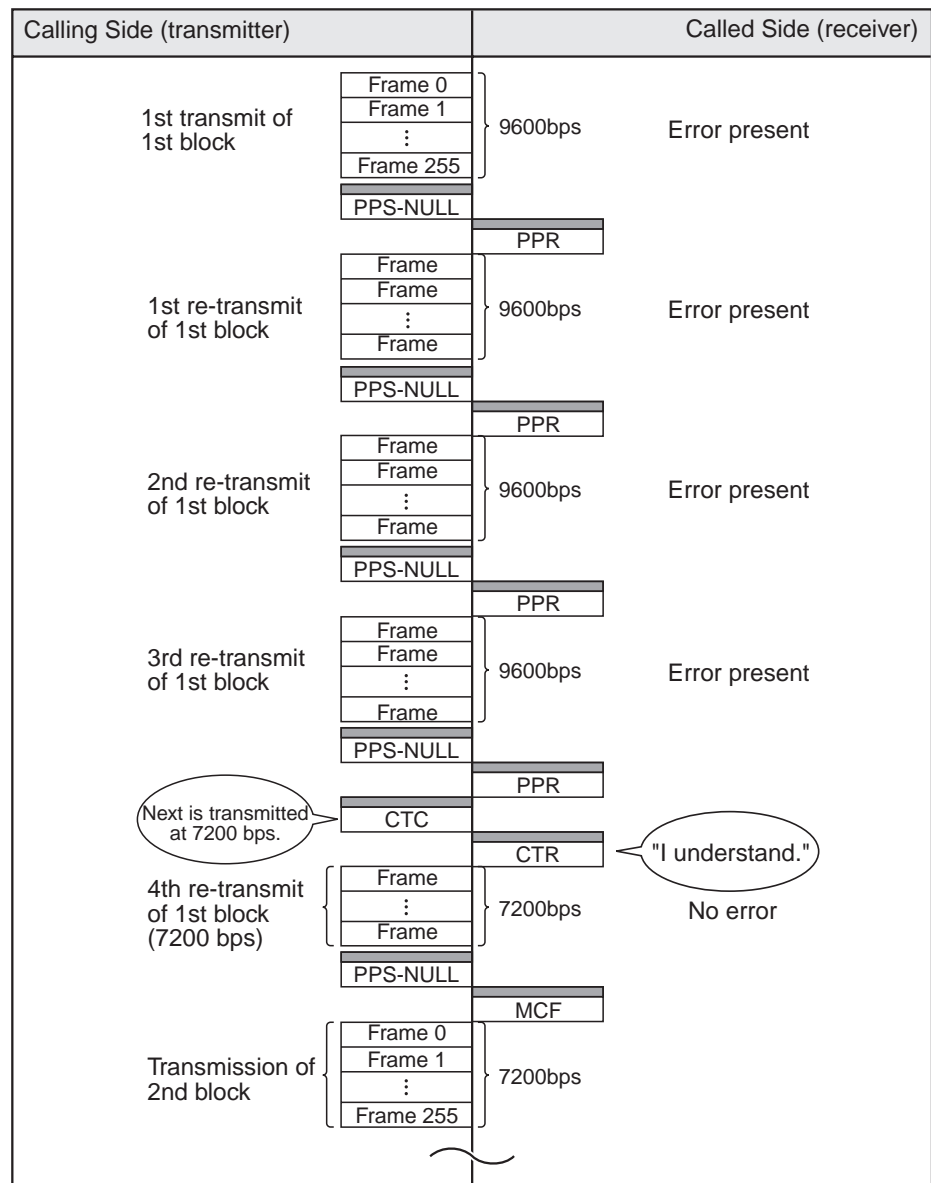 Calling Side (transmitter)
Called Side (receiver)
1st transmit of
1st block
Frame 0
Frame 1
⋮
Frame 255
9600bps
Error present
PPS-NULL
PPR
1st re-transmit
of 1st block
Frame
Frame
⋮
Frame
9600bps
Error present
PPS-NULL
PPR
2nd re-transmit
of 1st block
Frame
Frame
⋮
Frame
9600bps
Error present
PPS-NULL
PPR
3rd re-transmit
of 1st block
Frame
Frame
⋮
Frame
9600bps
Error present
PPS-NULL
PPR
Next is transmitted
at 7200 bps.
CTC
CTR
"I understand."
4th re-transmit
of 1st block
(7200 bps)
Frame
⋮
Frame
7200bps
No error
PPS-NULL
MCF
Transmission of
2nd block
Frame 0
Frame 1
⋮
Frame 255
7200bps